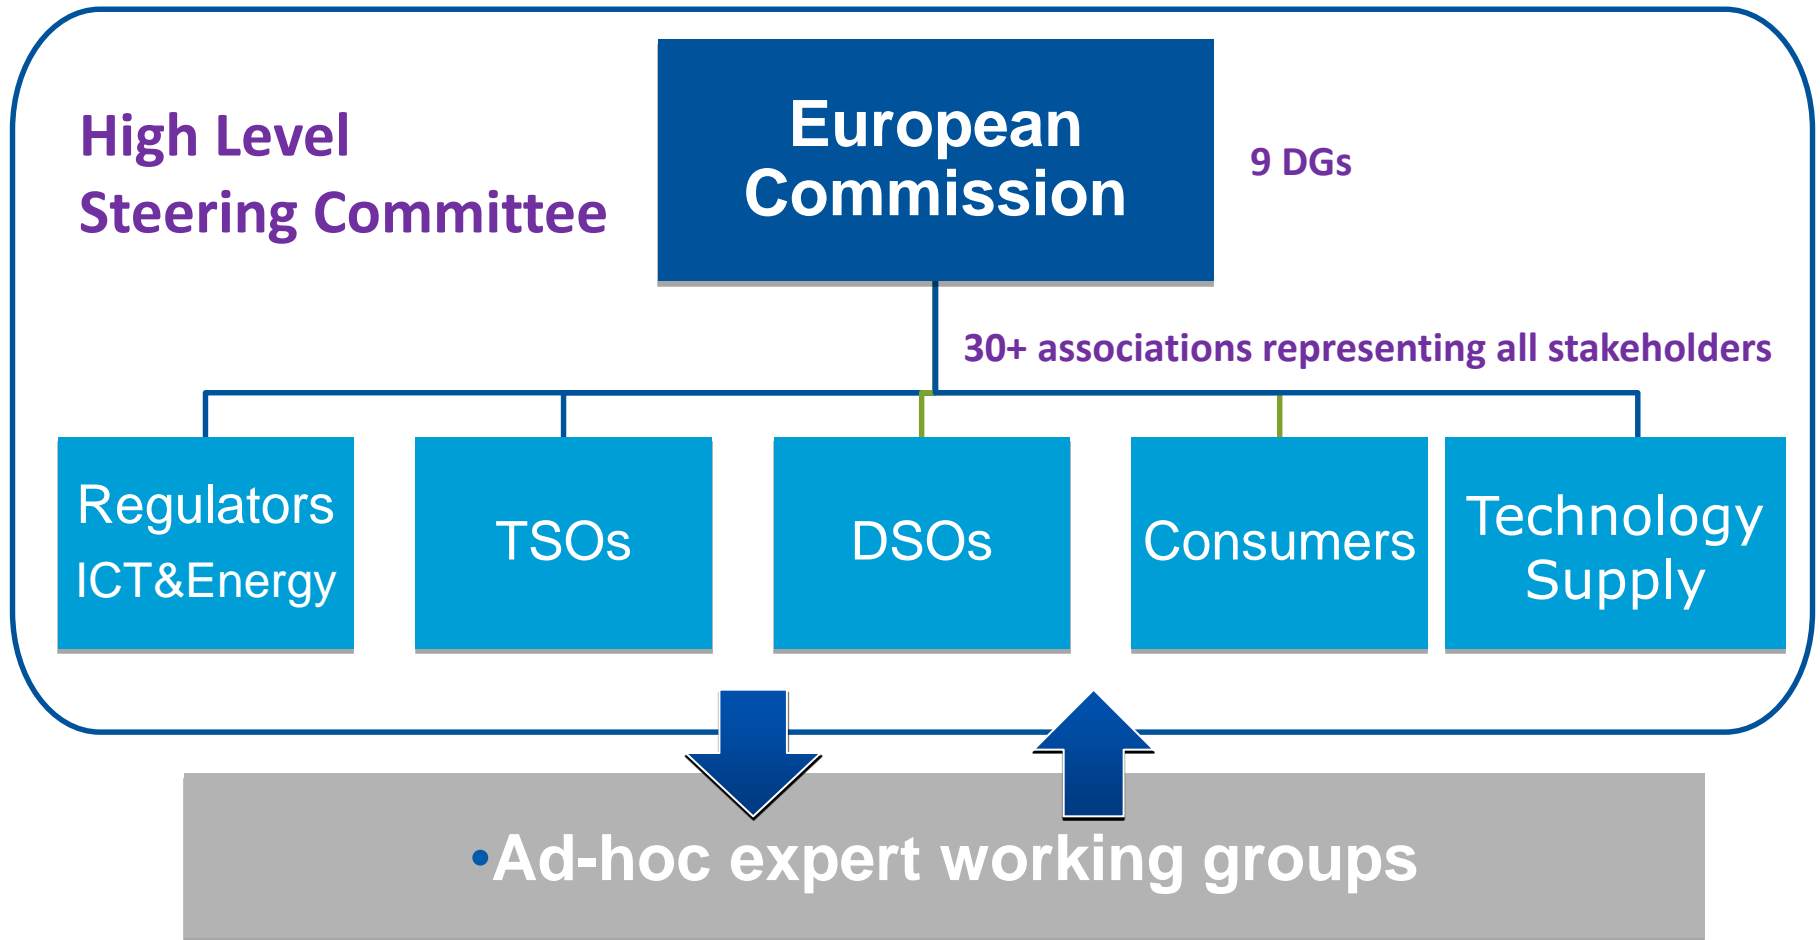 High Level
Steering Committee
European
Commission
9 DGs
30+ associations representing all stakeholders
Regulators
ICT&Energy
TSOs
DSOs
Consumers
Technology
Supply
•Ad-hoc expert working groups